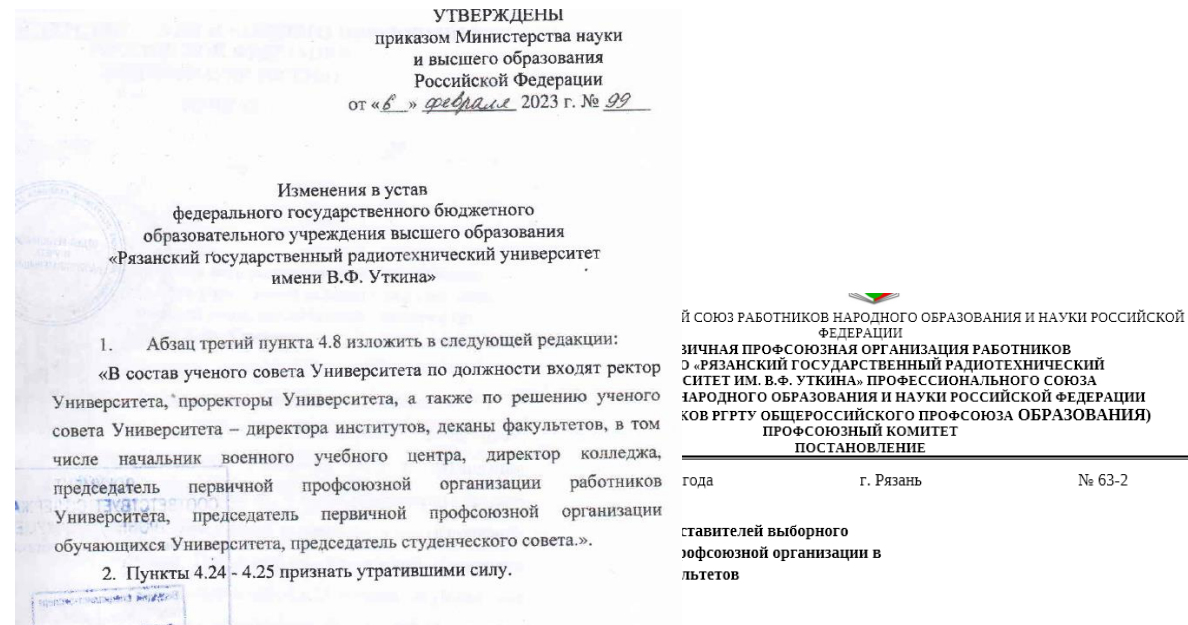 УТВЕРЖДЕНЫ
приказом Министерства науки
и высшего образования
Российской Федерации
от «6» февраля 2023 г. № 99
Изменения в устав
федерального государственного бюджетного
образовательного учреждения высшего образования
«Рязанский государственный радиотехнический университет
имени В.Ф. Уткина»
1. Абзац третий пункта 4.8 изложить в следующей редакции:
«В состав ученого совета Университета по должности входят ректор
Университета, проректоры Университета, а также по решению ученого
совета Университета – директора институтов, деканы факультетов, в том
числе начальник военного учебного центра, директор колледжа,
председатель первичной профсоюзной организации работников
Университета, председатель первичной профсоюзной организации
обучающихся Университета, председатель студенческого совета.».
2. Пункты 4.24 - 4.25 признать утратившими силу.
Й СОЮЗ РАБОТНИКОВ НАРОДНОГО ОБРАЗОВАНИЯ И НАУКИ РОССИЙСКОЙ
ФЕДЕРАЦИИ
ВИЧНАЯ ПРОФСОЮЗНАЯ ОРГАНИЗАЦИЯ РАБОТНИКОВ
О «РЯЗАНСКИЙ ГОСУДАРСТВЕННЫЙ РАДИОТЕХНИЧЕСКИЙ
СИТЕТ ИМ. В.Ф. УТКИНА» ПРОФЕССИОНАЛЬНОГО СОЮЗА
НАРОДНОГО ОБРАЗОВАНИЯ И НАУКИ РОССИЙСКОЙ ФЕДЕРАЦИИ
КОВ РГРТУ ОБЩЕРОССИЙСКОГО ПРОФСОЮЗА ОБРАЗОВАНИЯ)
ПРОФСОЮЗНЫЙ КОМИТЕТ
ПОСТАНОВЛЕНИЕ
года г. Рязань № 63-2
ставителей выборного
рофсоюзной организации в
льтетов